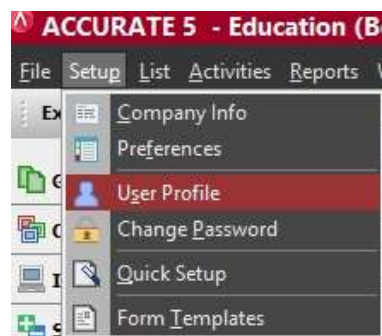 ACCURATE 5 - Education (B
File Setup List Activities Reports
Ex
Company Info
Preferences
User Profile
Change Password
Quick Setup
Form Templates